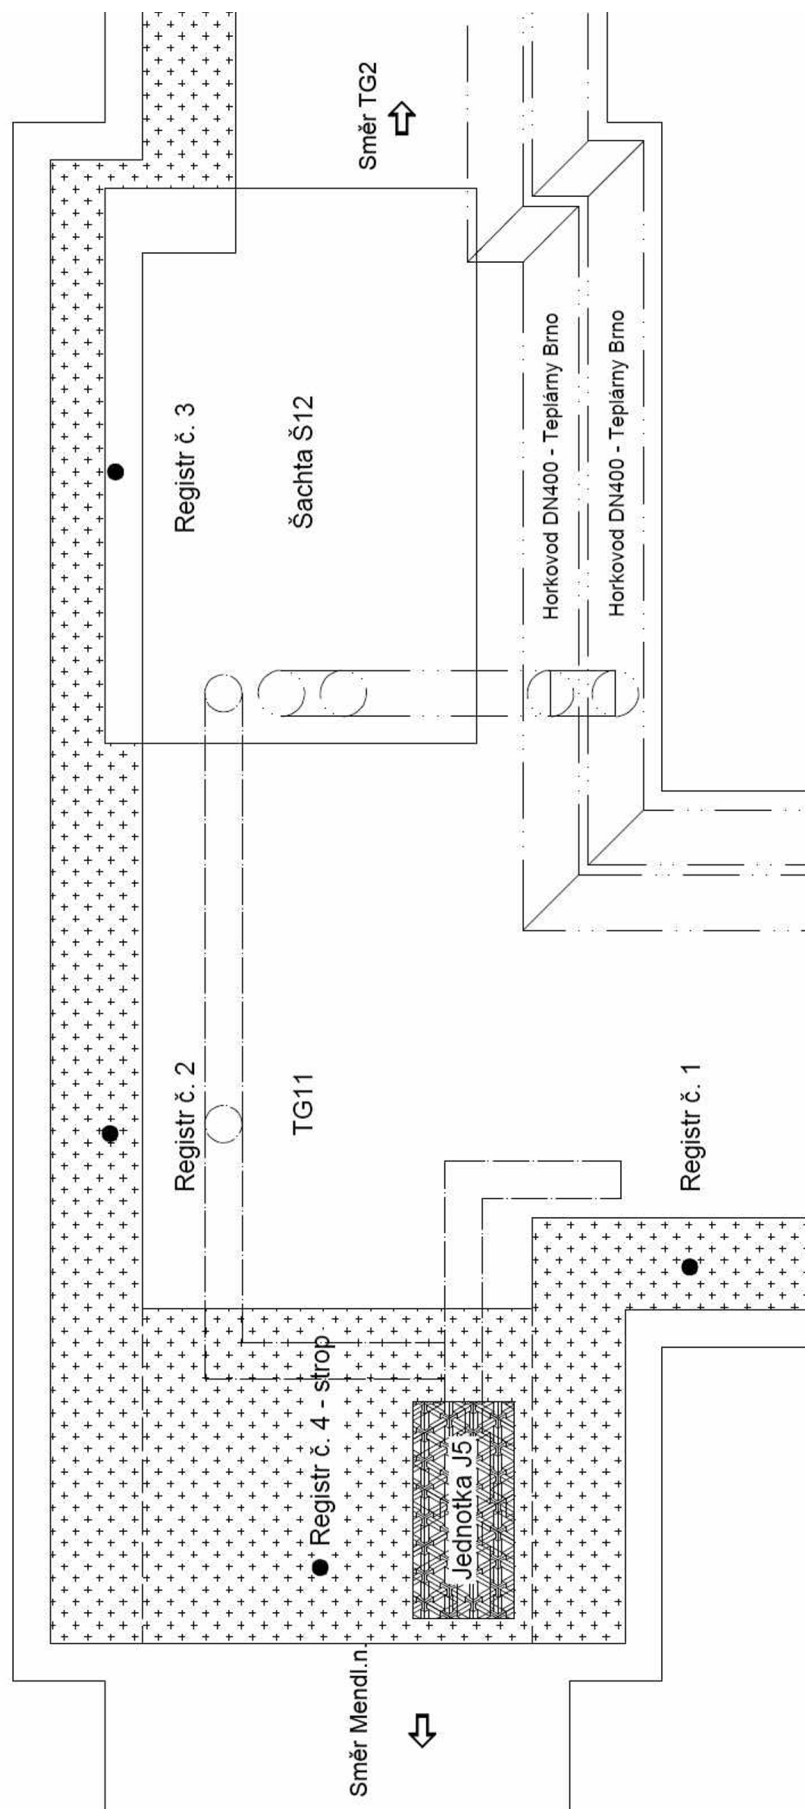 Směr TG2
Registr č. 3
Šachta Š12
Horkovod DN400 - Teplárny Brno
Horkovod DN400 - Teplárny Brno
Registr č. 2
TG11
Registr č. 1
Registr č. 4 - strop
Jednotka J5
Směr Mendl.n.